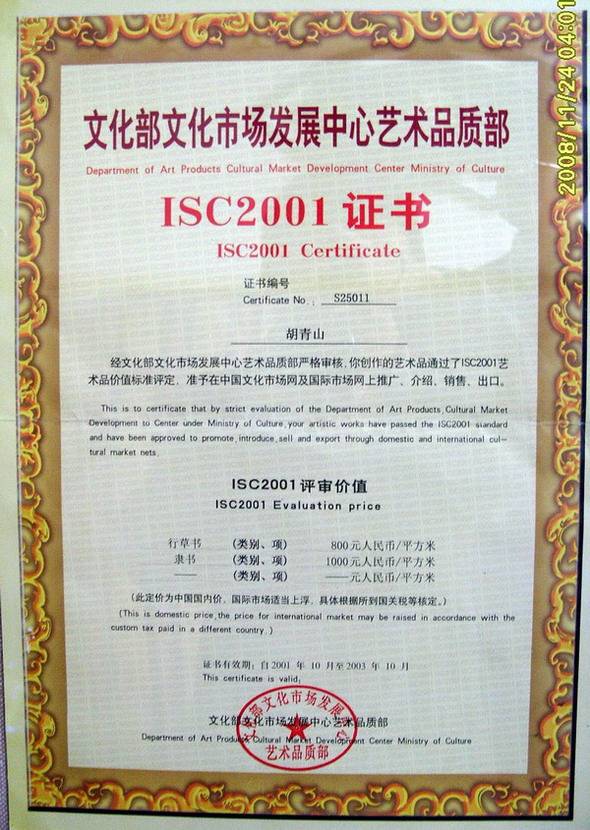 2008/11/24 04:01
文化部文化市场发展中心艺术品质部
Department of Art Products Cultural Market Development Center Ministry of Culture
ISC2001 证书
ISC2001 Certificate
证书编号
Certificate No.: S25011
胡青山
经文化部文化市场发展中心艺术品质部严格审核,你创作的艺术品通过了ISC2001艺
术品价值标准评定,准予在中国文化市场网及国际市场网上推广、介绍、销售、出口。
This is to certificate that by strict evaluation of the Department of Art Products,Cultural Market
Development to Center under Ministry of Culture,your artistic works have passed the ISC2001 standard
and have been approved to promote,introduce,sell and export through domestic and international cul-
tural market nets.
ISC2001评审价值
ISC2001 Evaluation price
行草书 (类别、项) 800元人民币/平方米
隶书 (类别、项) 1000元人民币/平方米
—— (类别、项) ——元人民币/平方米
(此定价为中国国内价,国际市场适当上浮,具体根据所到国关税等核定。)
(This is domestic price,the price for international market may be raised in accordance with the
custom tax paid in a different country.)
证书有效期:自2001 年 10 月至2003 年 10 月
This certificate is valid:
文化部文化市场发展中心艺术品质部
Department of Art Products Cultural Market Development Center Ministry of Culture
文化部文化市场发展中心
艺术品质部